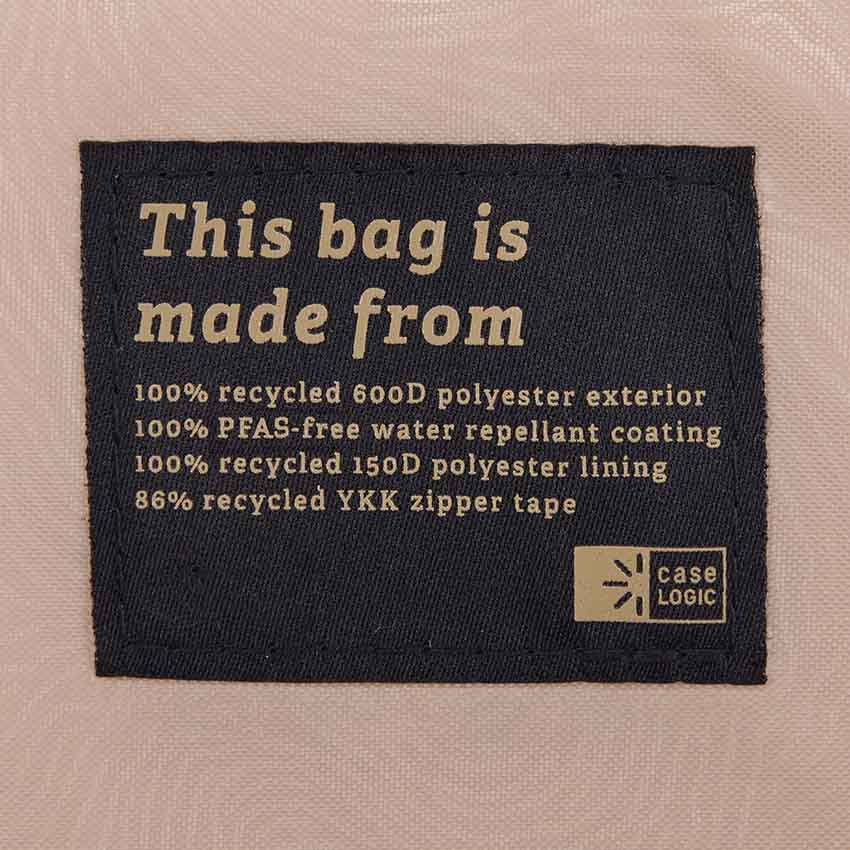 This bag is
made from
100% recycled 600D polyester exterior
100% PFAS-free water repellant coating
100% recycled 150D polyester lining
86% recycled YKK zipper tape
case
LOGIC